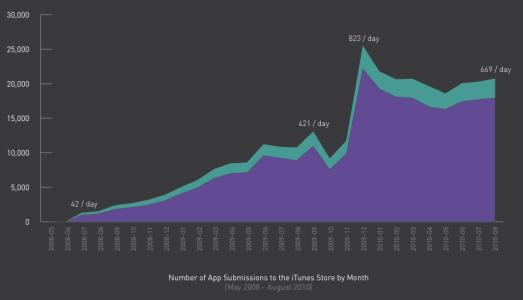 30,000
25,000
20,000
15,000
10,000
5,000
0
823 / day
669 / day
421 / day
42 / day
2008-05 2008-06 2008-07 2008-08 2008-09 2008-10 2008-11 2008-12 2009-01 2009-02 2009-03 2009-04 2009-05 2009-06 2009-07 2009-08 2009-09 2009-10 2009-11 2009-12 2010-01 2010-02 2010-03 2010-04 2010-05 2010-06 2010-07 2010-08
Number of App Submissions to the iTunes Store by Month
(May 2008 - August 2010)